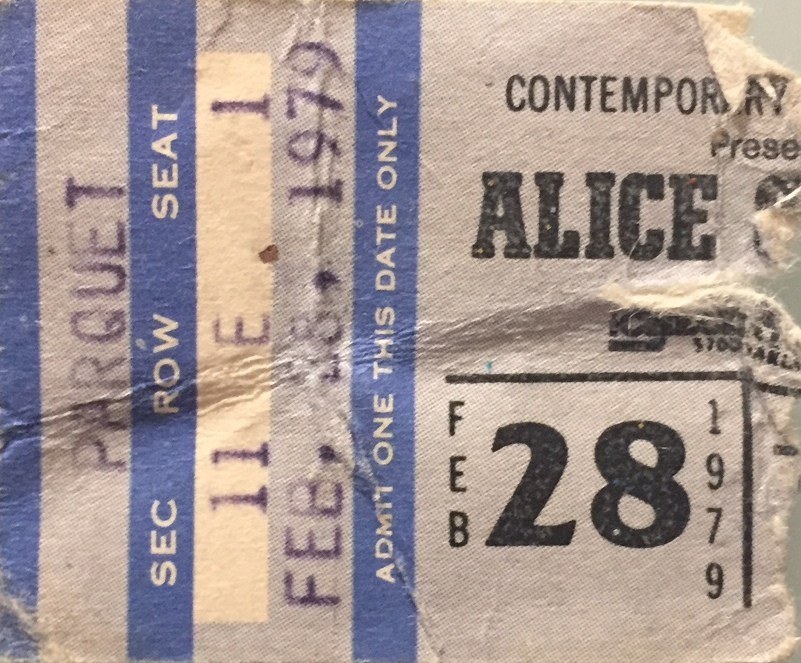 PARQUET
SEC ROW SEAT
11 E 1
FEB. 28, 1979
ADMIT ONE THIS DATE ONLY
CONTEMPORARY
Prese
ALICE
FEB 28 1979